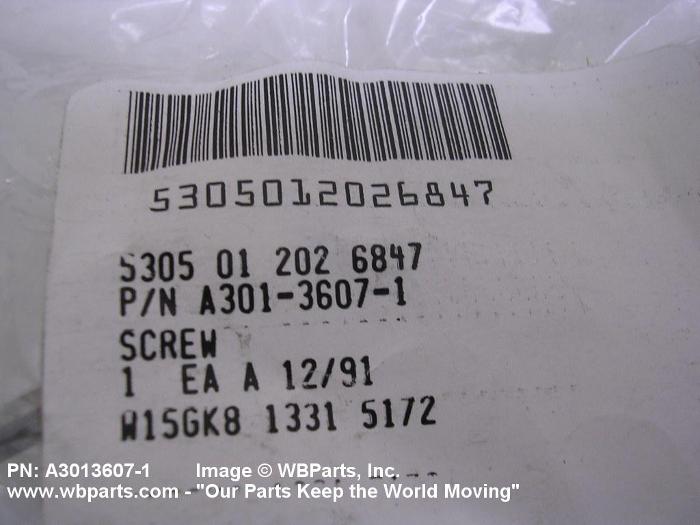 5305012026847
5305 01 202 6847
P/N A301-3607-1
SCREW
1 EA A 12/91
W15GK8 1331 5172
PN: A3013607-1 Image © WBParts, Inc.
www.wbparts.com - "Our Parts Keep the World Moving"